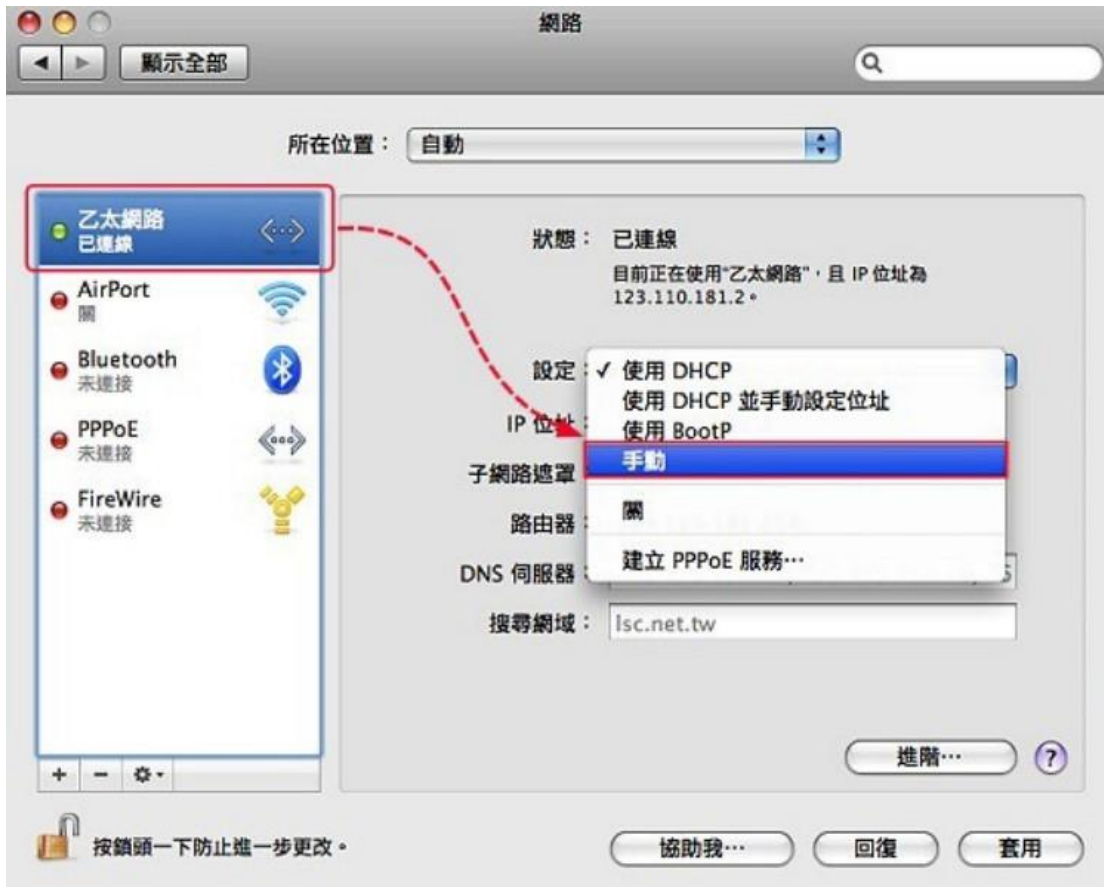 網路
顯示全部
所在位置： 自動
乙太網路
已連線
AirPort
關
Bluetooth
未連接
PPPoE
未連接
FireWire
未連接
狀態： 已連線
目前正在使用“乙太網路”，且 IP 位址為
123.110.181.2。
設定： ✓ 使用 DHCP
使用 DHCP 並手動設定位址
使用 BootP
手動
關
建立 PPPoE 服務…
IP 位址：
子網路遮罩
路由器：
DNS 伺服器：
搜尋網域： lsc.net.tw
進階… ?
按鎖頭一下防止進一步更改。
協助我… 回復 套用